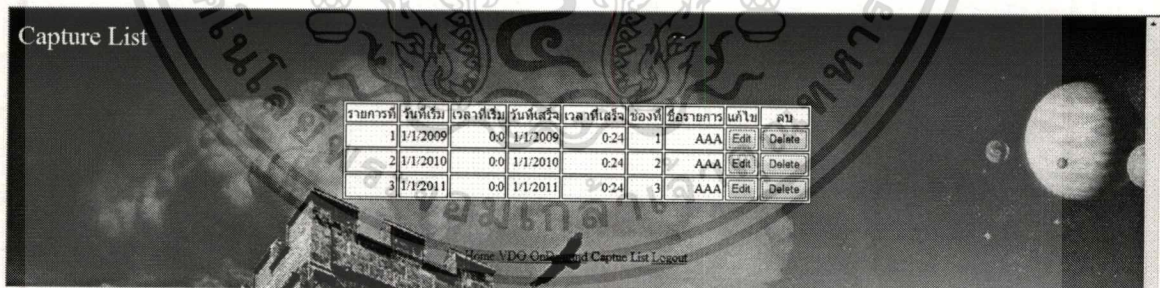 Capture List
รายการที่ วันที่เริ่ม เวลาที่เริ่ม วันที่เสร็จ เวลาที่เสร็จ ช่องที่ ชื่อรายการ แก้ไข ลบ
1 1/1/2009 0:0 1/1/2009 0:24 1 AAA Edit Delete
2 1/1/2010 0:0 1/1/2010 0:24 2 AAA Edit Delete
3 1/1/2011 0:0 1/1/2011 0:24 3 AAA Edit Delete
Home VDO Captue List Logout